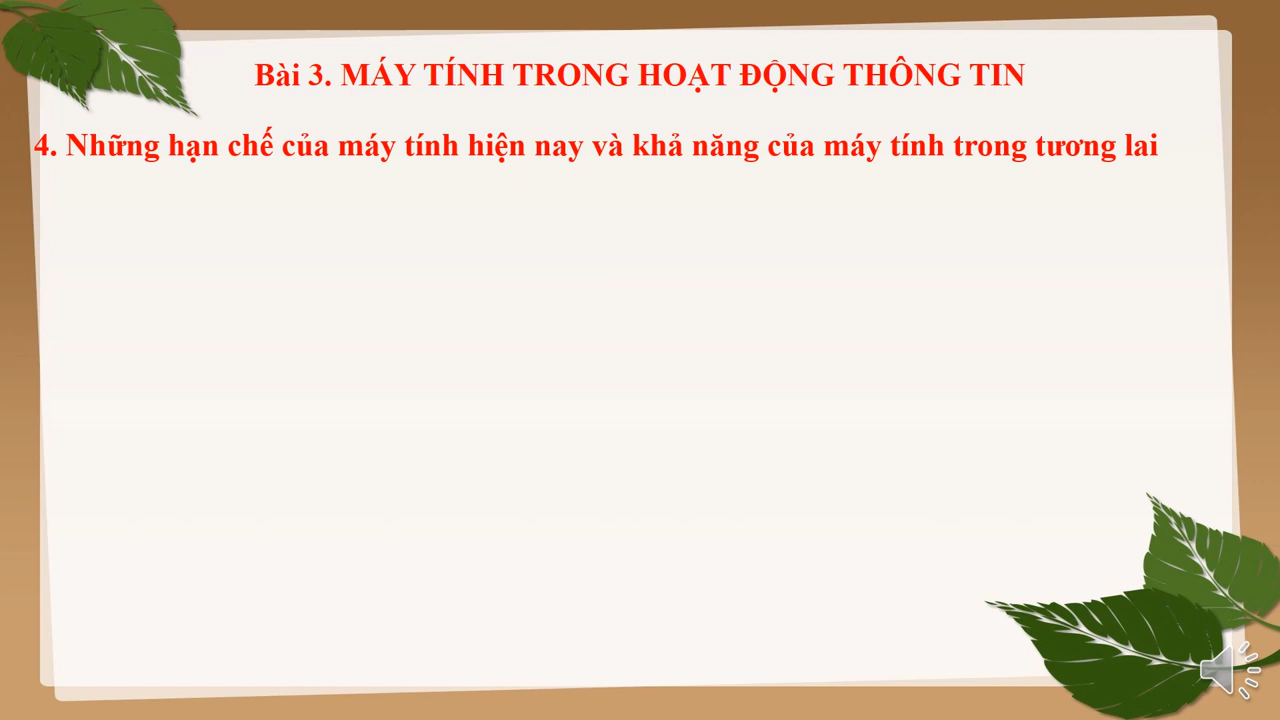 Bài 3. MÁY TÍNH TRONG HOẠT ĐỘNG THÔNG TIN
4. Những hạn chế của máy tính hiện nay và khả năng của máy tính trong tương lai